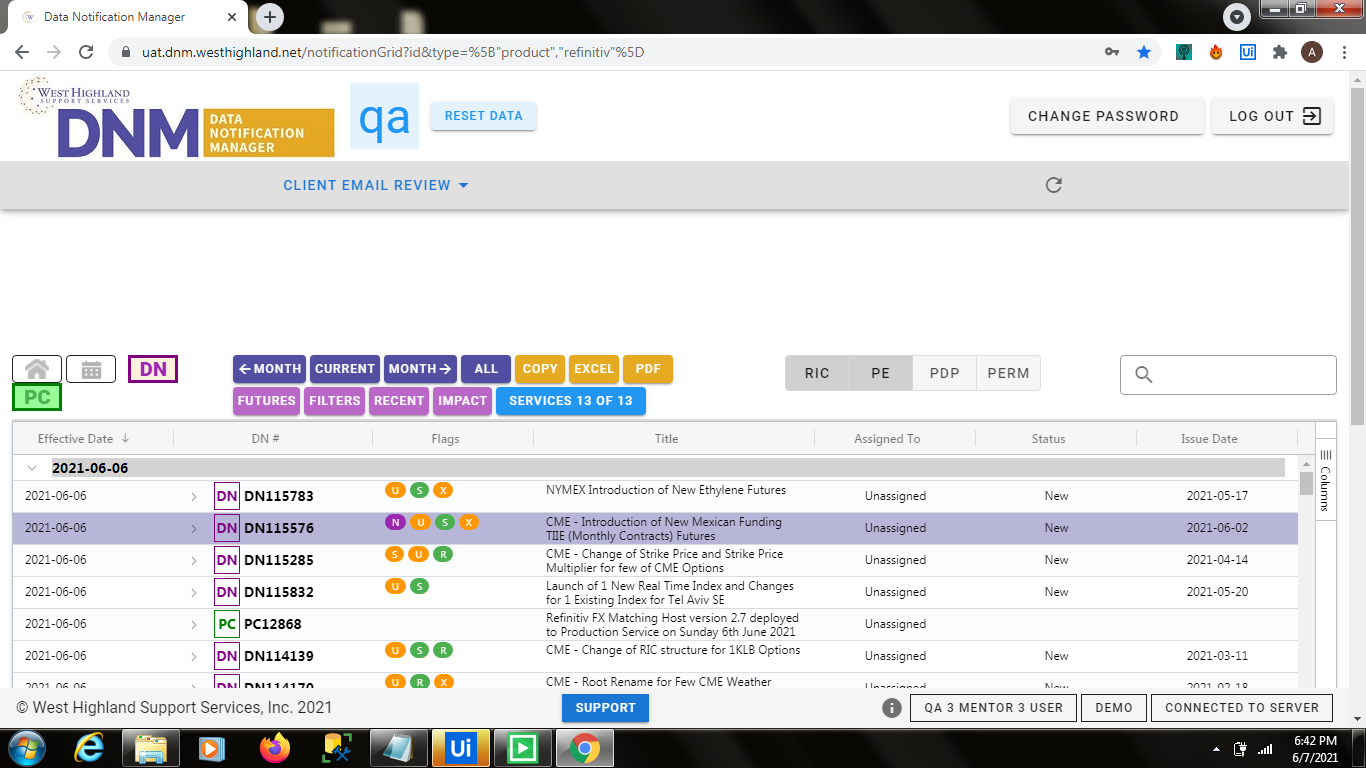 Data Notification Manager
uat.dnm.westhighland.net/notificationGrid?id&type=%5B"product","refinitiv"%5D
A
WEST HIGHLAND
SUPPORT SERVICES
DNM DATA NOTIFICATION MANAGER
qa
RESET DATA
CHANGE PASSWORD
LOG OUT
CLIENT EMAIL REVIEW
DN
PC
MONTH CURRENT MONTH ALL COPY EXCEL PDF
FUTURES FILTERS RECENT IMPACT SERVICES 13 OF 13
RIC PE PDP PERM
Effective Date DN # Flags Title Assigned To Status Issue Date
Columns
2021-06-06
2021-06-06 DN DN115783 U S X NYMEX Introduction of New Ethylene Futures Unassigned New 2021-05-17
2021-06-06 DN DN115576 N U S X CME - Introduction of New Mexican Funding TIIE (Monthly Contracts) Futures Unassigned New 2021-06-02
2021-06-06 DN DN115285 S U R CME - Change of Strike Price and Strike Price Multiplier for few of CME Options Unassigned New 2021-04-14
2021-06-06 DN DN115832 U S Launch of 1 New Real Time Index and Changes for 1 Existing Index for Tel Aviv SE Unassigned New 2021-05-20
2021-06-06 PC PC12868 Refinitiv FX Matching Host version 2.7 deployed to Production Service on Sunday 6th June 2021 Unassigned
2021-06-06 DN DN114139 U S R CME - Change of RIC structure for 1KLB Options Unassigned New 2021-03-11
2021-06-06 DN DN114170 U R X CME - Root Rename for Few CME Weather Unassigned New 2021-02-18
© West Highland Support Services, Inc. 2021
SUPPORT
QA 3 MENTOR 3 USER
DEMO
CONNECTED TO SERVER
Ui
6:42 PM
6/7/2021